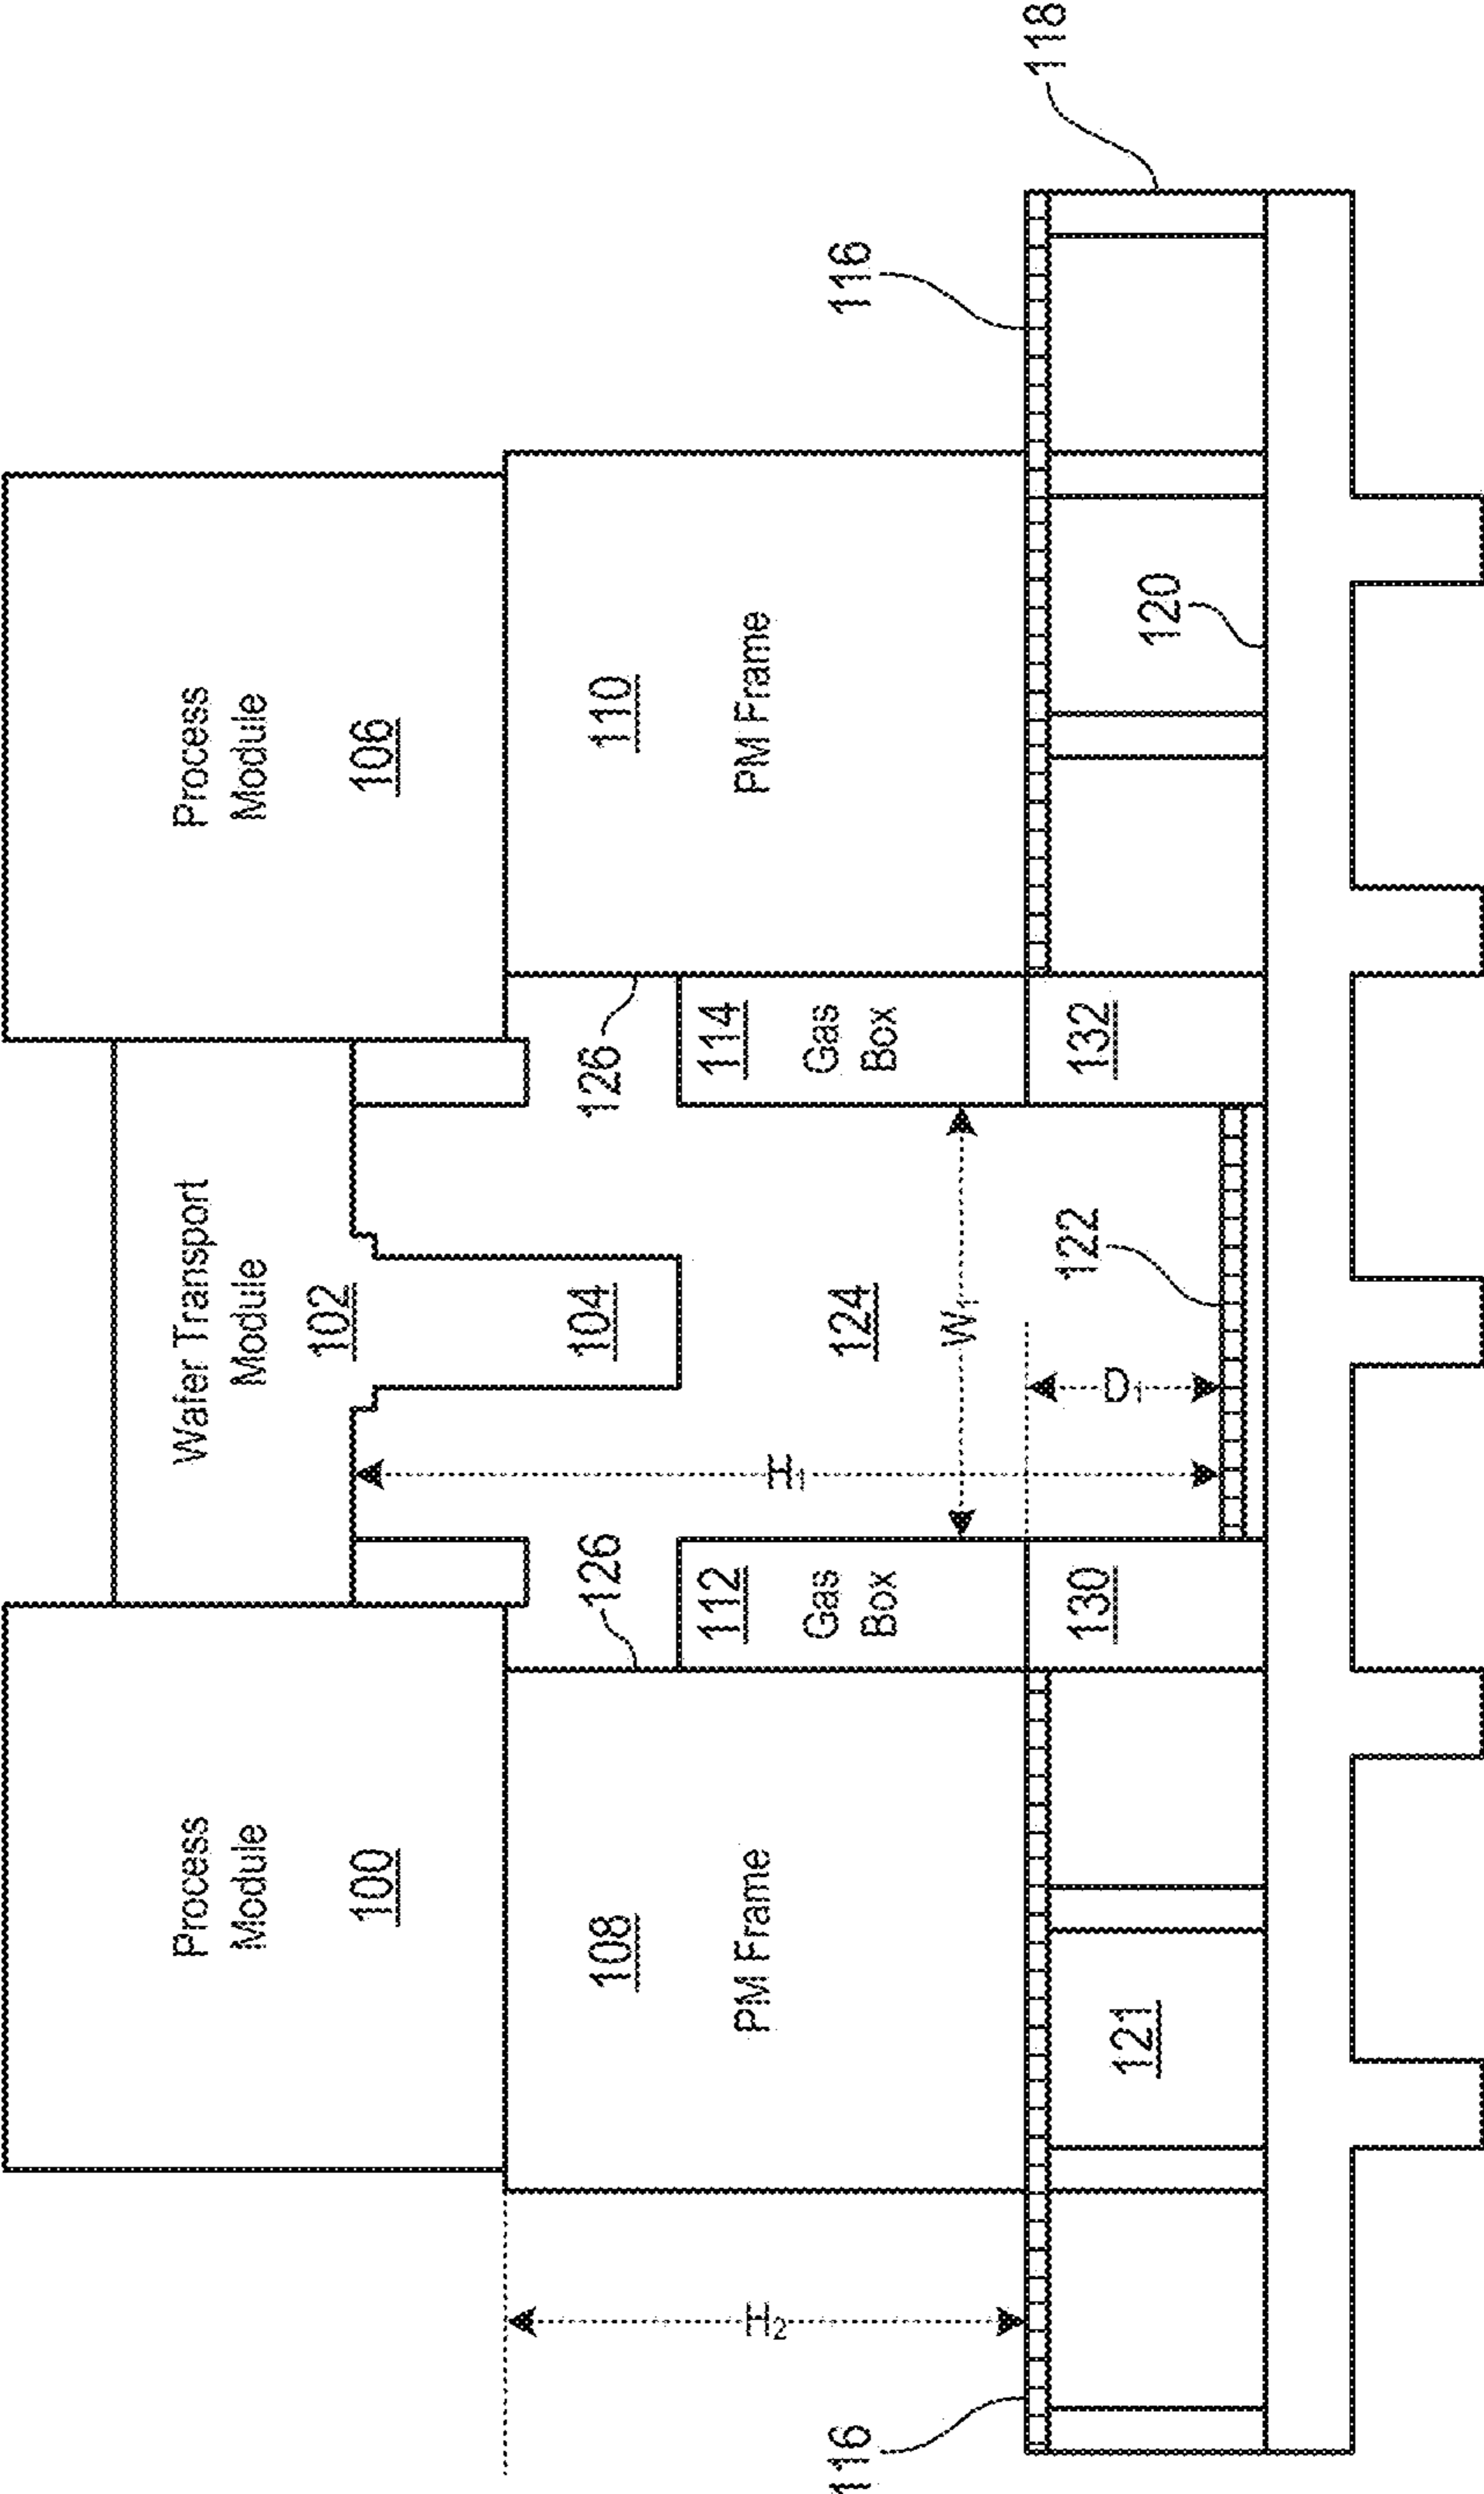 Process
Module
100
Wafer Transport
Module
102
Process
Module
106
104
126
126
108
PM Frame
110
PM Frame
112
Gas
Box
114
Gas
Box
H₂
H₁
124
W₁
116
116
118
130
D₁
122
132
121
120